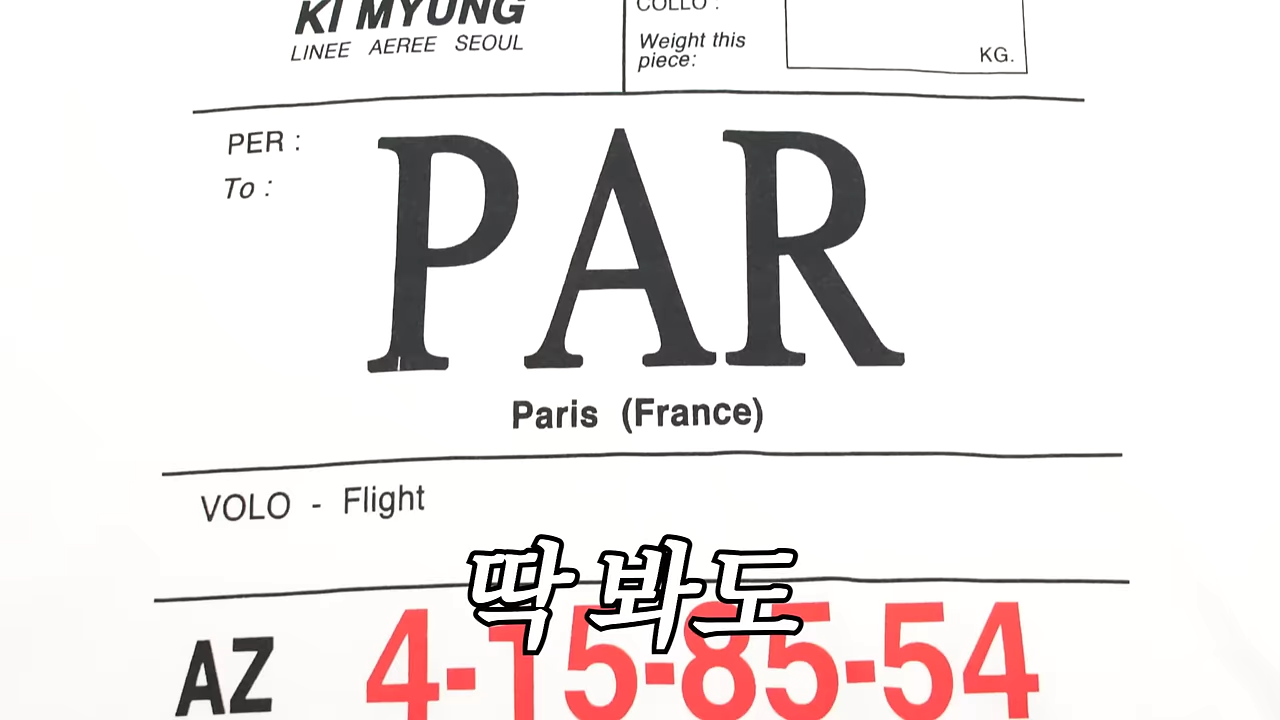 KI MYUNG
LINEE AEREE SEOUL
COLLO :
Weight this
piece:
KG.
PER :
To :
PAR
Paris (France)
VOLO - Flight
딱 봐도
AZ 4-15-85-54